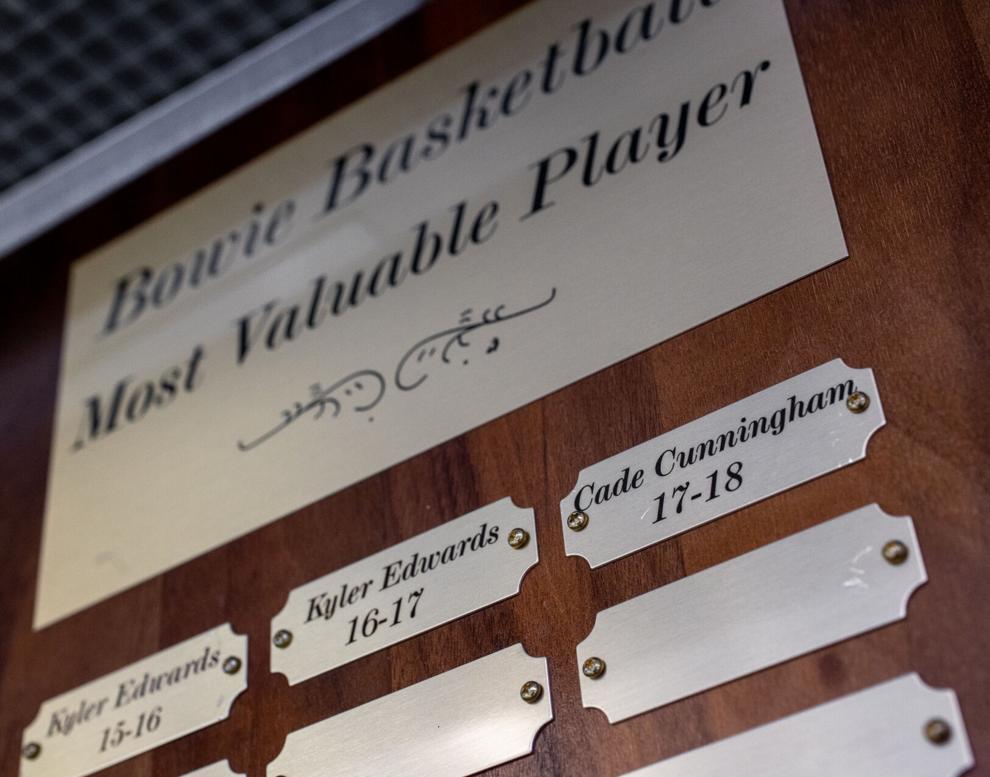 Bowie Basketball
Most Valuable Player
Kyler Edwards
15-16
Kyler Edwards
16-17
Cade Cunningham
17-18